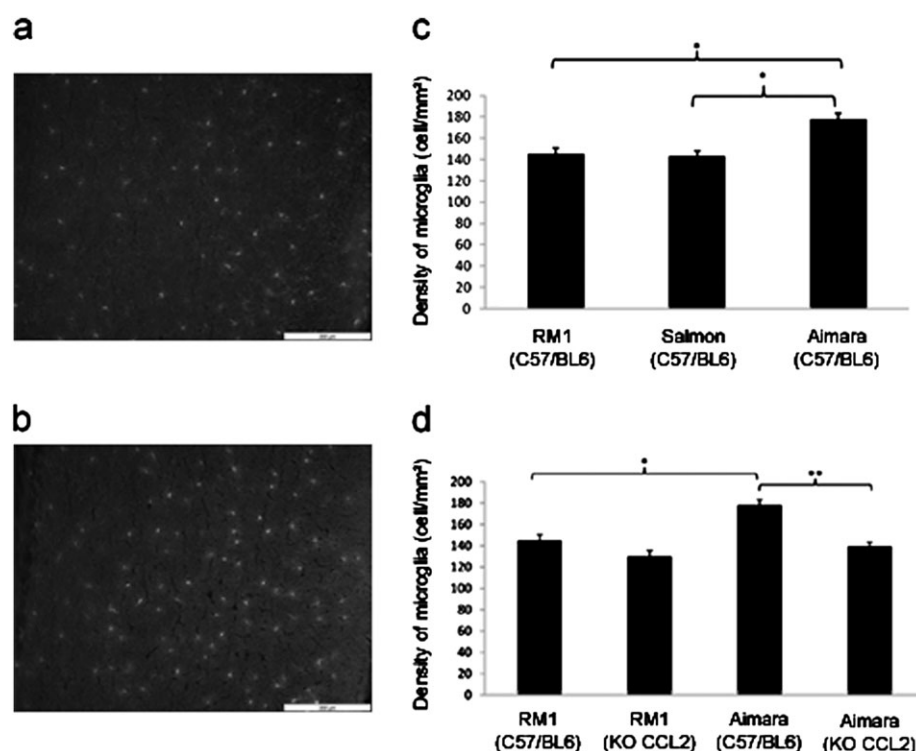 a
c
Density of microglia (cell/mm²)
200
180
160
140
120
100
80
60
40
20
0
RM1
(C57/BL6)
Salmon
(C57/BL6)
Aimara
(C57/BL6)
b
d
Density of microglia (cell/mm²)
200
180
160
140
120
100
80
60
40
20
0
RM1
(C57/BL6)
RM1
(KO CCL2)
Aimara
(C57/BL6)
Aimara
(KO CCL2)